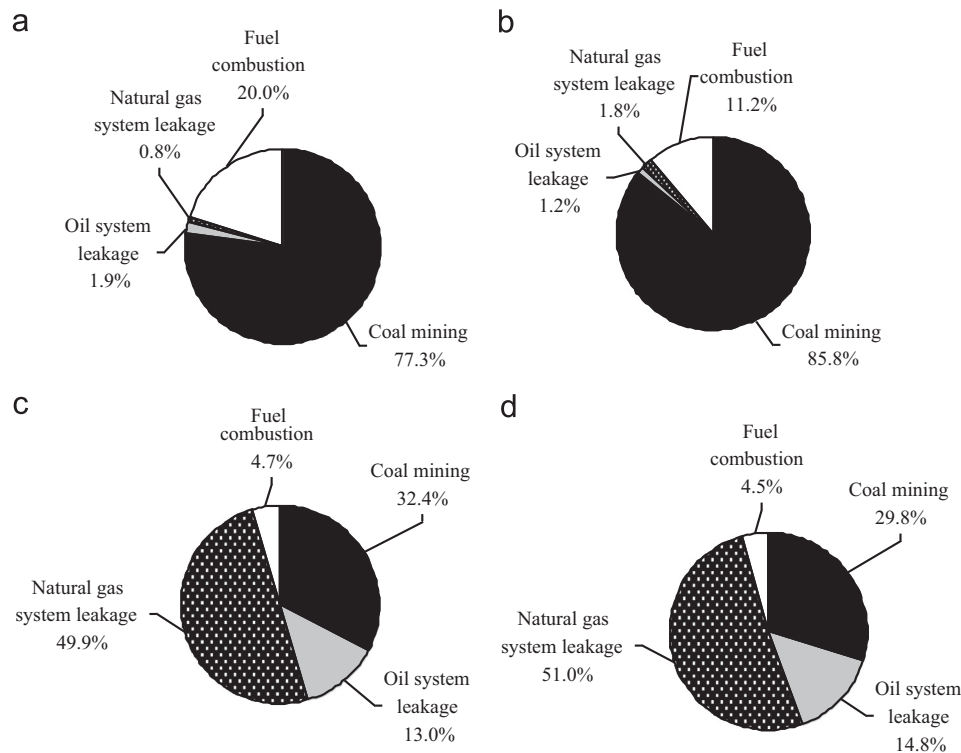 a
Fuel
combustion
20.0%
Natural gas
system leakage
0.8%
Oil system
leakage
1.9%
Coal mining
77.3%
b
Fuel
combustion
11.2%
Natural gas
system leakage
1.8%
Oil system
leakage
1.2%
Coal mining
85.8%
c
Fuel
combustion
4.7%
Coal mining
32.4%
Natural gas
system leakage
49.9%
Oil system
leakage
13.0%
d
Fuel
combustion
4.5%
Coal mining
29.8%
Natural gas
system leakage
51.0%
Oil system
leakage
14.8%